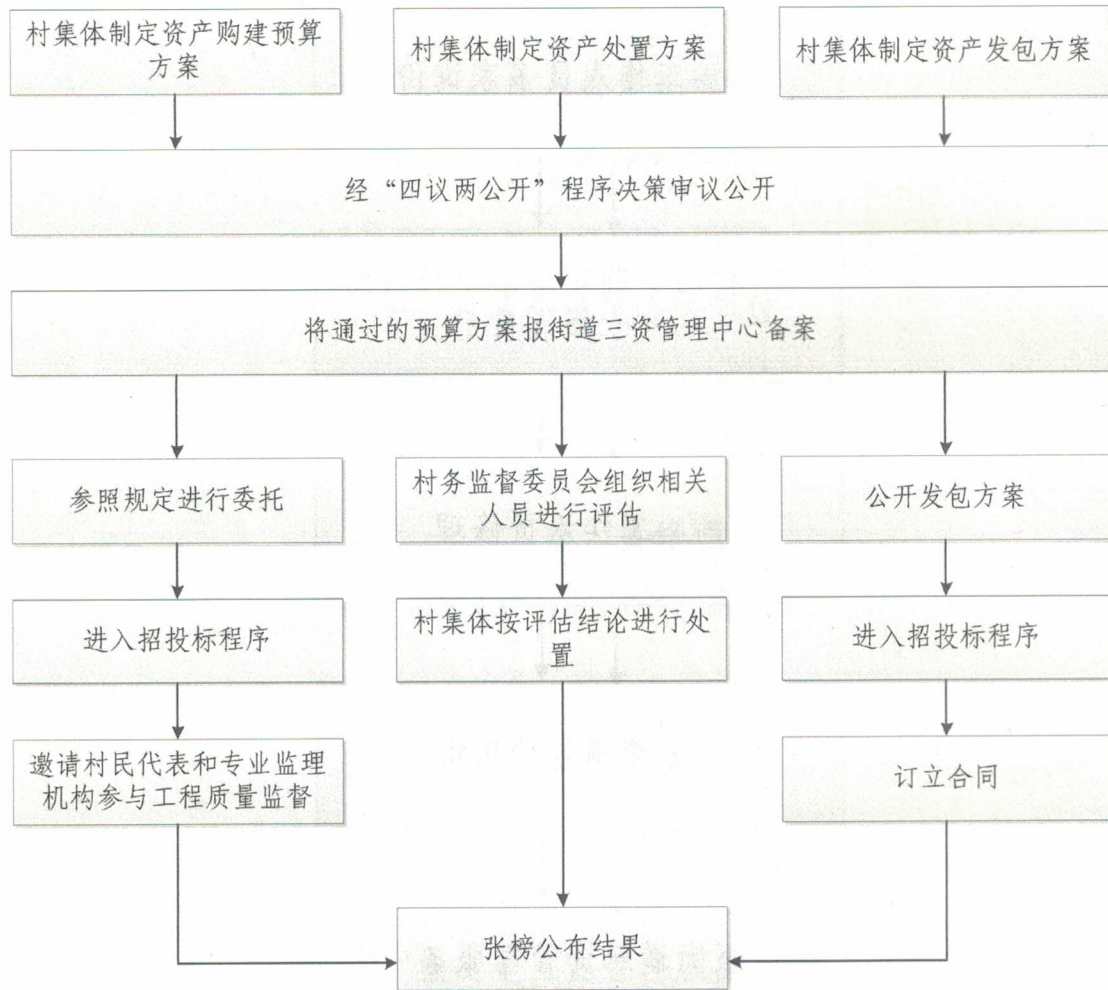 村集体制定资产购建预算
方案
村集体制定资产处置方案
村集体制定资产发包方案
经“四议两公开”程序决策审议公开
将通过的预算方案报街道三资管理中心备案
参照规定进行委托
村务监督委员会组织相关
人员进行评估
公开发包方案
进入招投标程序
村集体按评估结论进行处
置
进入招投标程序
邀请村民代表和专业监理
机构参与工程质量监督
订立合同
张榜公布结果